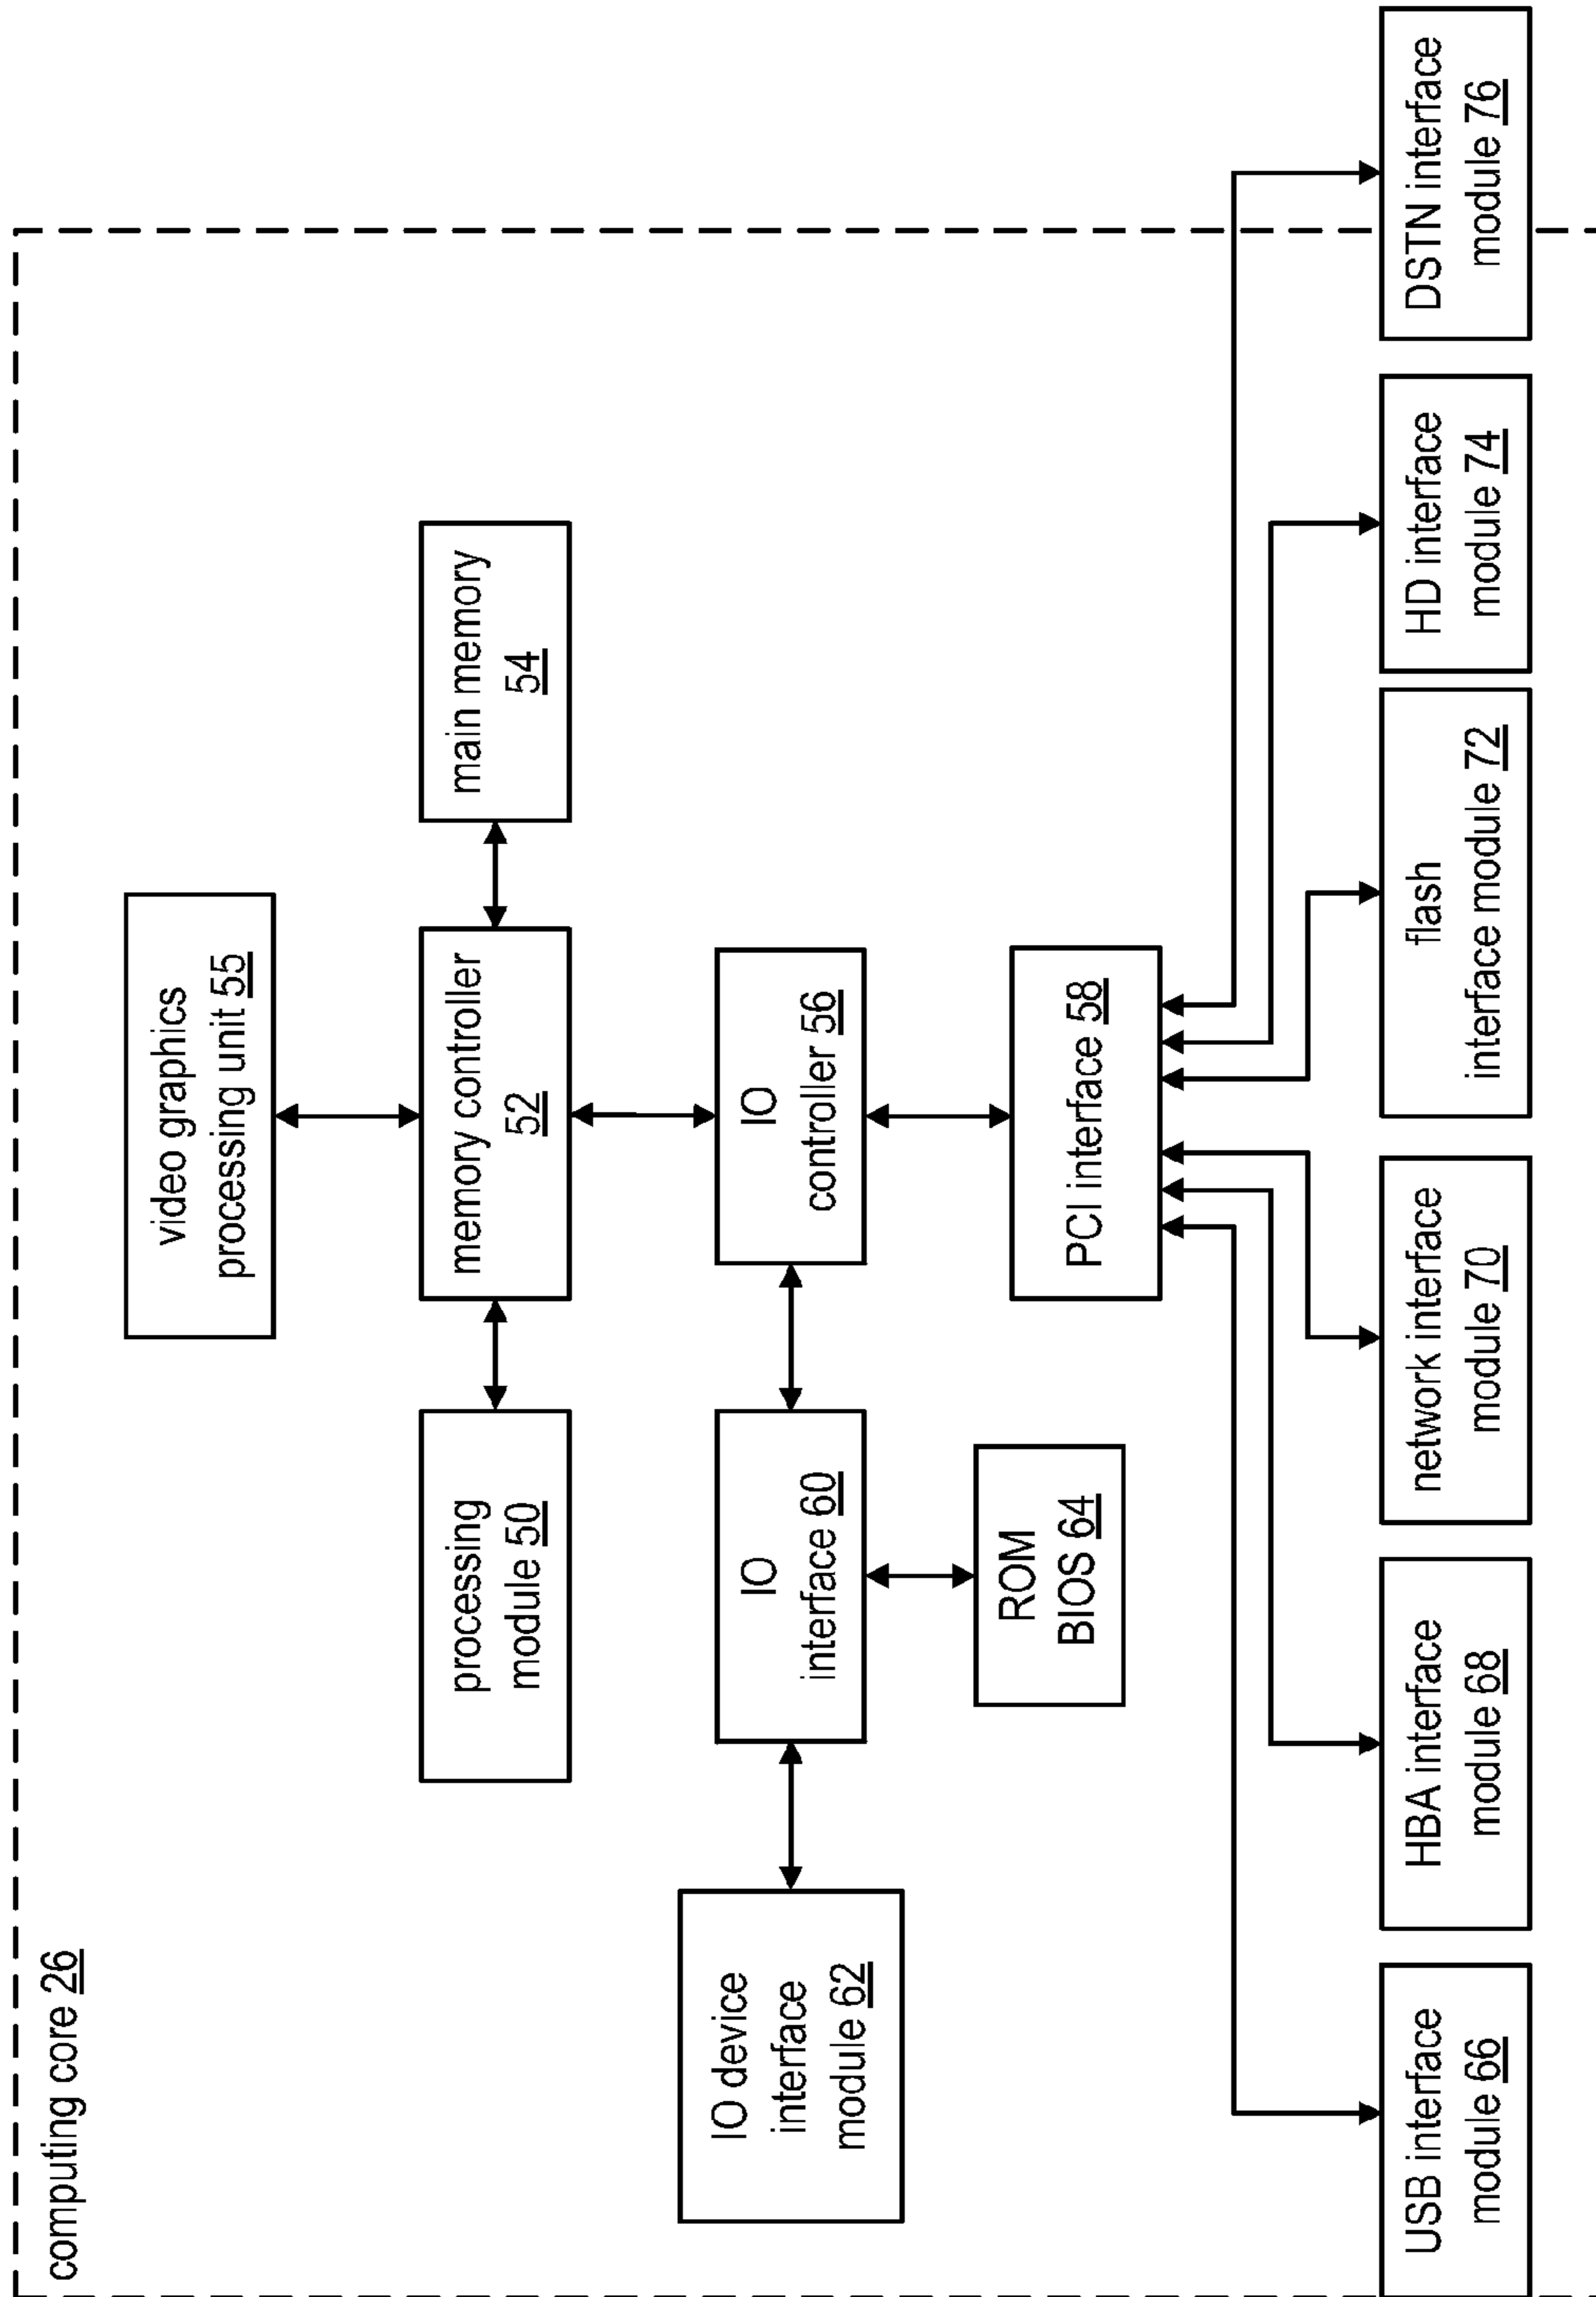 computing core 26
video graphics
processing unit 55
processing
module 50
memory controller
52
main memory
54
IO device
interface
module 62
IO
interface 60
IO
controller 56
ROM
BIOS 64
PCI interface 58
USB interface
module 66
HBA interface
module 68
network interface
module 70
flash
interface module 72
HD interface
module 74
DSTN interface
module 76